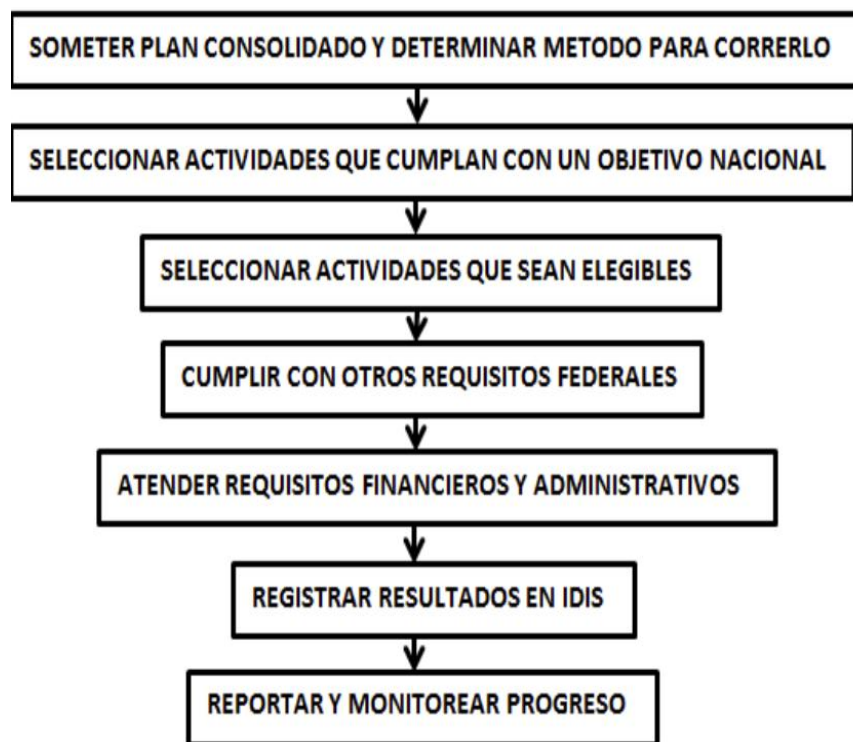 SOMETER PLAN CONSOLIDADO Y DETERMINAR METODO PARA CORRERLO
SELECCIONAR ACTIVIDADES QUE CUMPLAN CON UN OBJETIVO NACIONAL
SELECCIONAR ACTIVIDADES QUE SEAN ELEGIBLES
CUMPLIR CON OTROS REQUISITOS FEDERALES
ATENDER REQUISITOS FINANCIEROS Y ADMINISTRATIVOS
REGISTRAR RESULTADOS EN IDIS
REPORTAR Y MONITOREAR PROGRESO